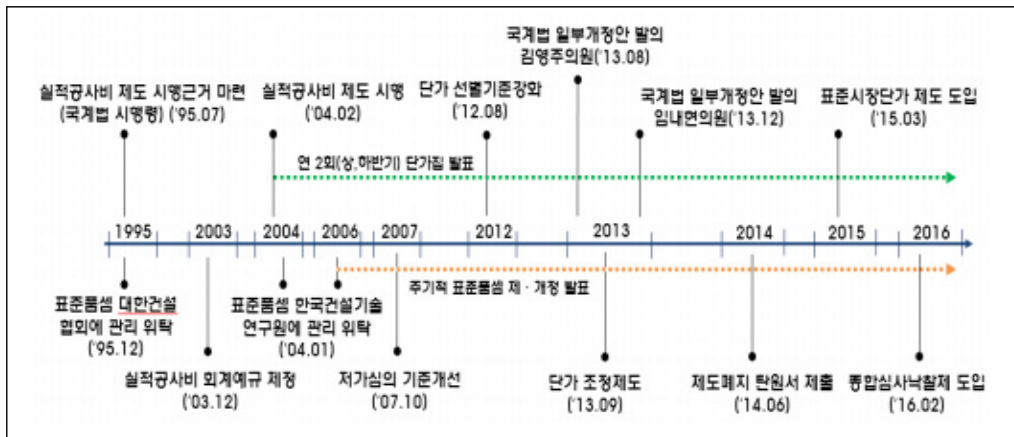 국계법 일부개정안 발의
김영주의원('13.08)
실적공사비 제도 시행근거 마련
(국계법 시행령) ('95.07)
실적공사비 제도 시행
('04.02)
단가 선별기준강화
('12.08)
국계법 일부개정안 발의
임내현의원('13.12)
표준시장단가 제도 도입
('15.03)
연 2회(상,하반기) 단가집 발표
1995 2003 2004 2006 2007 2012 2013 2014 2015 2016
주기적 표준품셈 제·개정 발표
표준품셈 대한건설
협회에 관리 위탁
('95.12)
표준품셈 한국건설기술
연구원에 관리 위탁
('04.01)
실적공사비 회계예규 제정
('03.12)
저가심의 기준개선
('07.10)
단가 조정제도
('13.09)
제도폐지 탄원서 제출
('14.06)
종합심사낙찰제 도입
('16.02)